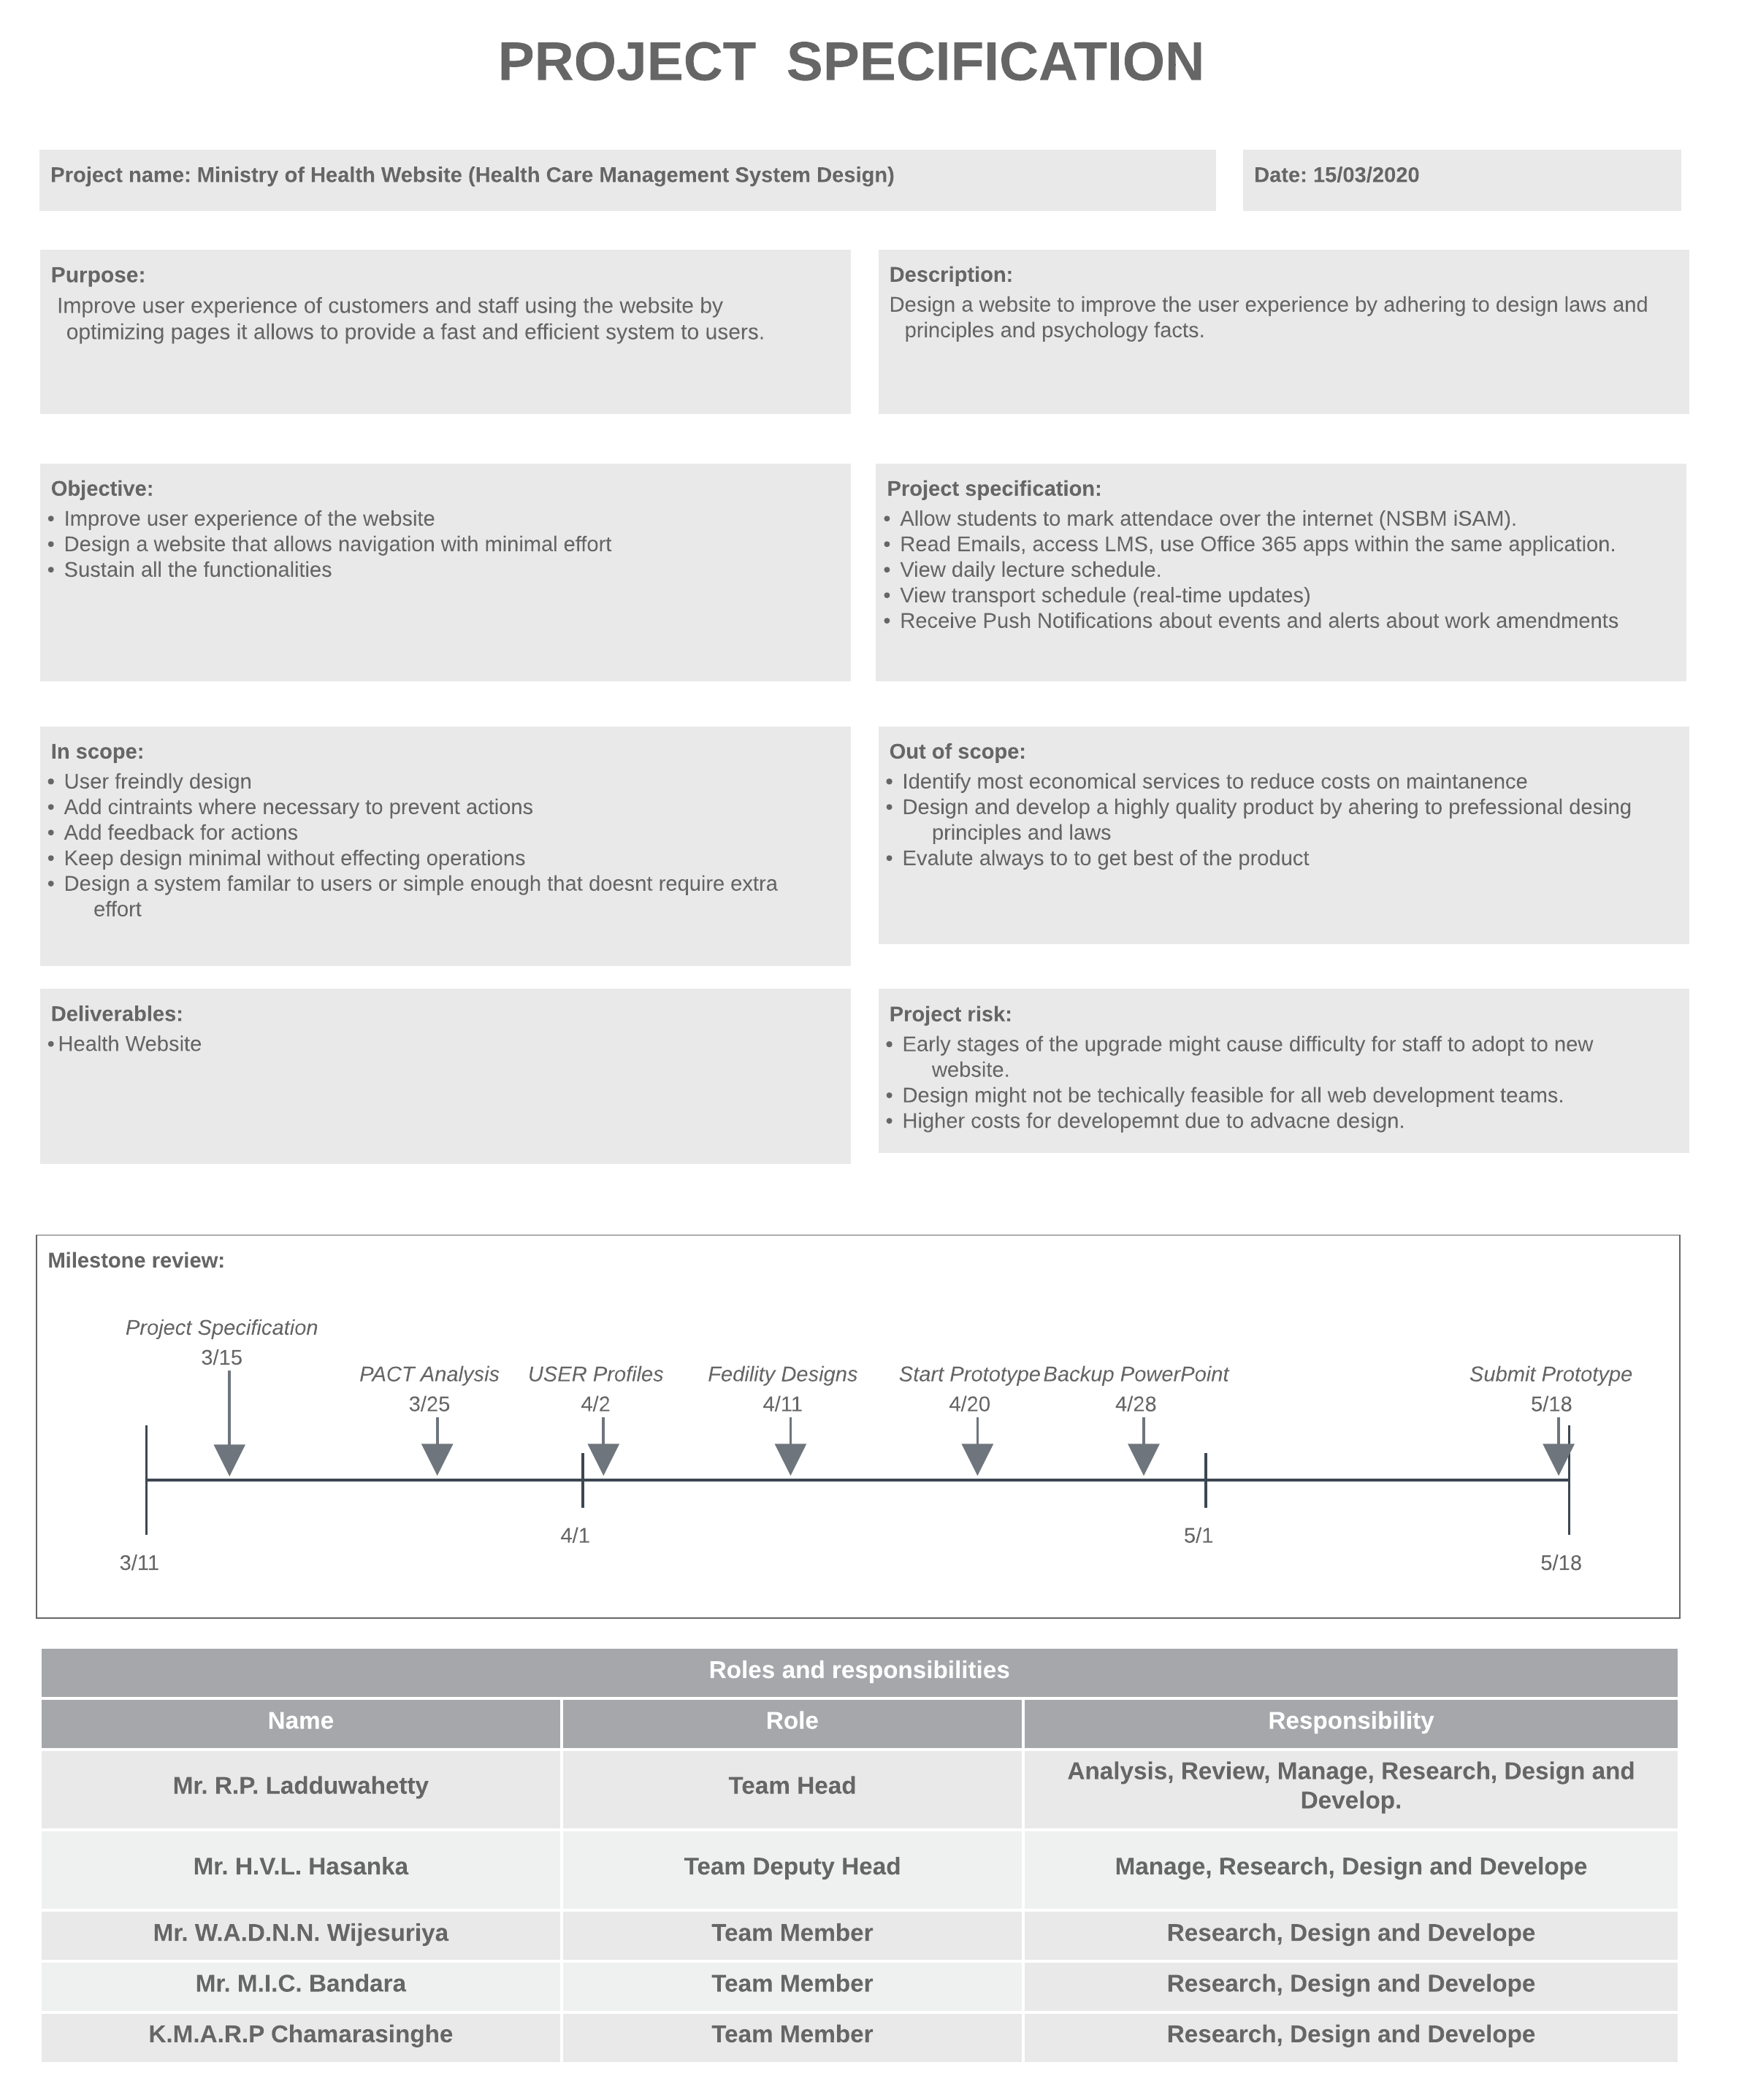 PROJECT SPECIFICATION
Project name: Ministry of Health Website (Health Care Management System Design)
Date: 15/03/2020
Purpose:
Improve user experience of customers and staff using the website by
optimizing pages it allows to provide a fast and efficient system to users.
Description:
Design a website to improve the user experience by adhering to design laws and
principles and psychology facts.
Objective:
• Improve user experience of the website
• Design a website that allows navigation with minimal effort
• Sustain all the functionalities
Project specification:
• Allow students to mark attendace over the internet (NSBM iSAM).
• Read Emails, access LMS, use Office 365 apps within the same application.
• View daily lecture schedule.
• View transport schedule (real-time updates)
• Receive Push Notifications about events and alerts about work amendments
In scope:
• User freindly design
• Add cintraints where necessary to prevent actions
• Add feedback for actions
• Keep design minimal without effecting operations
• Design a system familar to users or simple enough that doesnt require extra
effort
Out of scope:
• Identify most economical services to reduce costs on maintanence
• Design and develop a highly quality product by ahering to prefessional desing
principles and laws
• Evalute always to to get best of the product
Deliverables:
• Health Website
Project risk:
• Early stages of the upgrade might cause difficulty for staff to adopt to new
website.
• Design might not be techically feasible for all web development teams.
• Higher costs for developemnt due to advacne design.
Milestone review:
Project Specification
3/15
PACT Analysis
3/25
USER Profiles
4/2
Fedility Designs
4/11
Start Prototype
4/20
Backup PowerPoint
4/28
Submit Prototype
5/18
3/11
4/1
5/1
5/18
Roles and responsibilities
Name Role Responsibility
Mr. R.P. Ladduwahetty Team Head Analysis, Review, Manage, Research, Design and
Develop.
Mr. H.V.L. Hasanka Team Deputy Head Manage, Research, Design and Develope
Mr. W.A.D.N.N. Wijesuriya Team Member Research, Design and Develope
Mr. M.I.C. Bandara Team Member Research, Design and Develope
K.M.A.R.P Chamarasinghe Team Member Research, Design and Develope